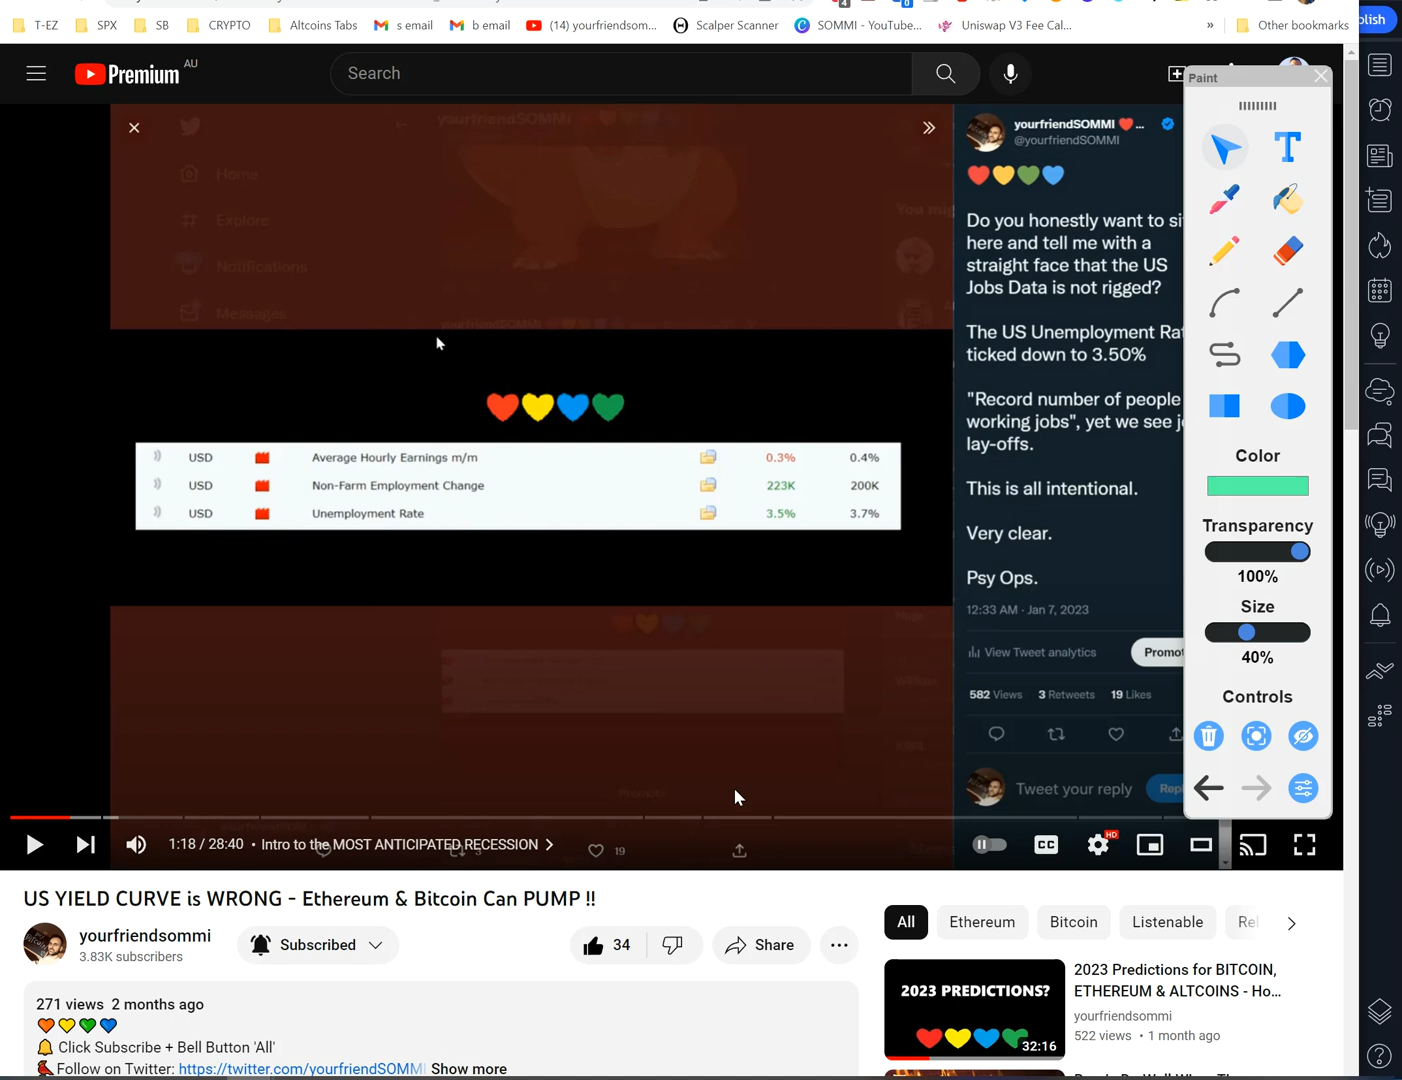 T-EZ SPX SB CRYPTO Altcoins Tabs s email b email (14) yourfriendsom... Scalper Scanner SOMMI - YouTube... Uniswap V3 Fee Cal... » Other bookmarks
lish
Premium AU
Search
Paint
yourfriendSOMMI
Home
Explore
Notifications
Messages
You mig
yourfriendSOMMI ...
@yourfriendSOMMI
Do you honestly want to si
here and tell me with a
straight face that the US
Jobs Data is not rigged?
The US Unemployment Rat
ticked down to 3.50%
"Record number of people
working jobs", yet we see j
lay-offs.
This is all intentional.
Very clear.
Psy Ops.
12:33 AM · Jan 7, 2023
View Tweet analytics
Promot
582 Views 3 Retweets 19 Likes
Tweet your reply
Repl
USD Average Hourly Earnings m/m 0.3% 0.4%
USD Non-Farm Employment Change 223K 200K
USD Unemployment Rate 3.5% 3.7%
T
Color
Transparency
100%
Size
40%
Controls
1:18 / 28:40 • Intro to the MOST ANTICIPATED RECESSION
3
19
CC
HD
US YIELD CURVE is WRONG - Ethereum & Bitcoin Can PUMP !!
yourfriendsommi
3.83K subscribers
Subscribed
34
Share
271 views 2 months ago
Click Subscribe + Bell Button 'All'
Follow on Twitter: https://twitter.com/yourfriendSOMMI Show more
All Ethereum Bitcoin Listenable Rel
2023 PREDICTIONS?
32:16
2023 Predictions for BITCOIN,
ETHEREUM & ALTCOINS - Ho...
yourfriendsommi
522 views • 1 month ago